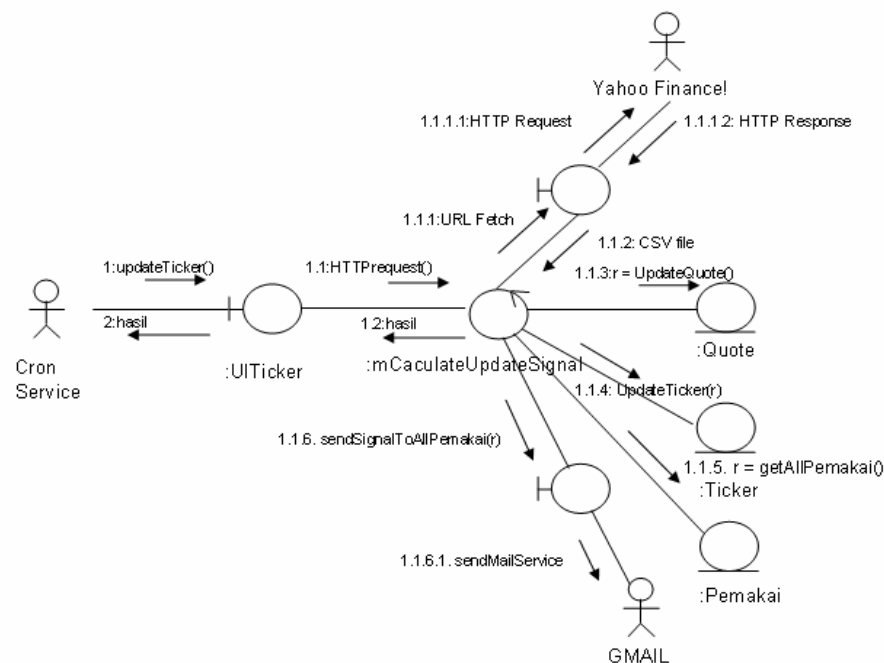 Yahoo Finance!
1.1.1.1:HTTP Request
1.1.1.2: HTTP Response
1.1.1:URL Fetch
1.1.2: CSV file
1:updateTicker()
1.1:HTTPrequest()
1.1.3:r = UpdateQuote()
2:hasil
1.2:hasil
Cron
Service
:UITicker
:mCaculateUpdateSignal
:Quote
1.1.4: UpdateTicker(r)
1.1.6. sendSignalToAllPemakai(r)
1.1.5. r = getAllPemakai()
:Ticker
1.1.6.1. sendMailService
:Pemakai
GMAIL